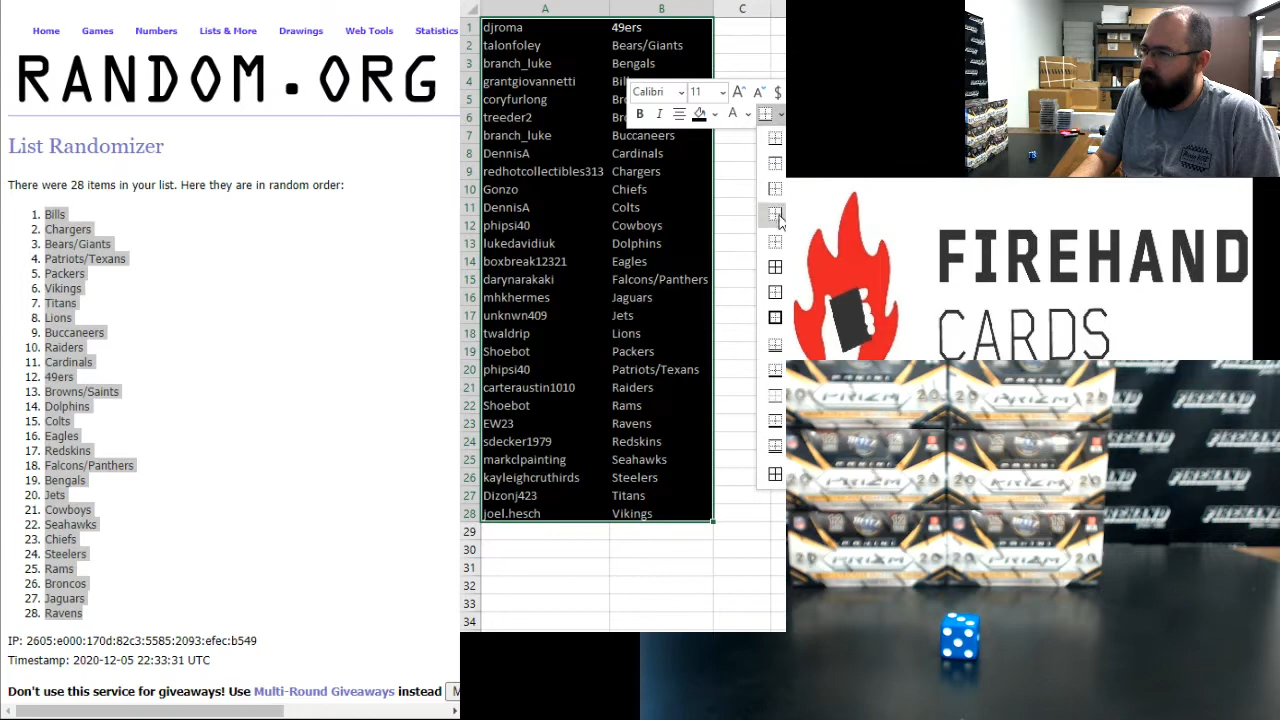 Home Games Numbers Lists & More Drawings Web Tools Statistics
RANDOM.ORG
List Randomizer
There were 28 items in your list. Here they are in random order:
1. Bills
2. Chargers
3. Bears/Giants
4. Patriots/Texans
5. Packers
6. Vikings
7. Titans
8. Lions
9. Buccaneers
10. Raiders
11. Cardinals
12. 49ers
13. Browns/Saints
14. Dolphins
15. Colts
16. Eagles
17. Redskins
18. Falcons/Panthers
19. Bengals
20. Jets
21. Cowboys
22. Seahawks
23. Chiefs
24. Steelers
25. Rams
26. Broncos
27. Jaguars
28. Ravens
IP: 2605:e000:170d:82c3:5585:2093:efec:b549
Timestamp: 2020-12-05 22:33:31 UTC
Don't use this service for giveaways! Use Multi-Round Giveaways instead
A B C
1 djroma 49ers
2 talonfoley Bears/Giants
3 branch_luke Bengals
4 grantgiovannetti
5 coryfurlong
6 treeder2
7 branch_luke Buccaneers
8 DennisA Cardinals
9 redhotcollectibles313 Chargers
10 Gonzo Chiefs
11 DennisA Colts
12 phipsi40 Cowboys
13 lukedavidiuk Dolphins
14 boxbreak12321 Eagles
15 darynarakaki Falcons/Panthers
16 mhkhermes Jaguars
17 unknwn409 Jets
18 twaldrip Lions
19 Shoebot Packers
20 phipsi40 Patriots/Texans
21 carteraustin1010 Raiders
22 Shoebot Rams
23 EW23 Ravens
24 sdecker1979 Redskins
25 markclpainting Seahawks
26 kayleighcruthirds Steelers
27 Dizonj423 Titans
28 joel.hesch Vikings
29
30
31
32
33
34
Calibri 11 A A $
B I A
FIREHAND
CARDS
PRIZM PRIZM
PRIZM PRIZM
PRIZM PRIZM
FIREHAND